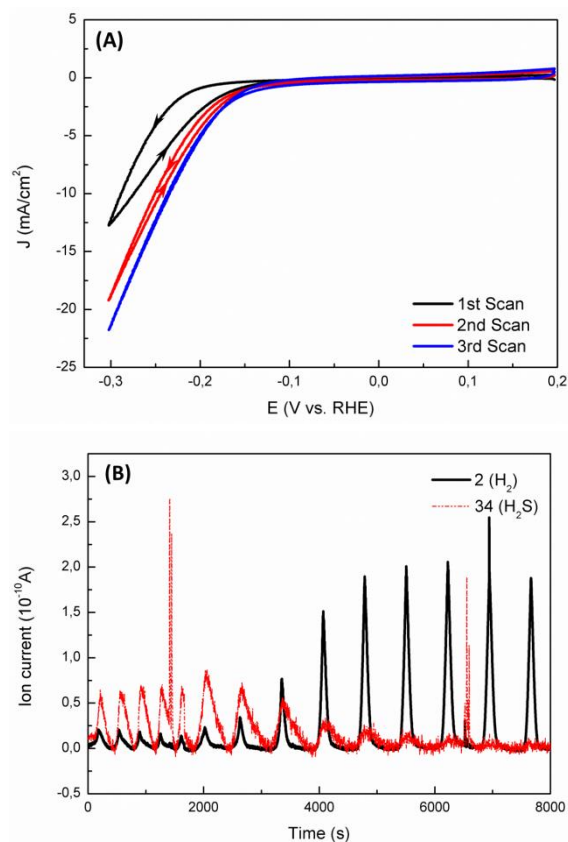 (A)
5
0
-5
-10
-15
-20
-25
J (mA/cm²)
1st Scan
2nd Scan
3rd Scan
-0,3 -0,2 -0,1 0,0 0,1 0,2
E (V vs. RHE)
(B)
3,0
2,5
2,0
1,5
1,0
0,5
0,0
-0,5
Ion current (10⁻¹⁰A)
2 (H₂)
34 (H₂S)
0 2000 4000 6000 8000
Time (s)